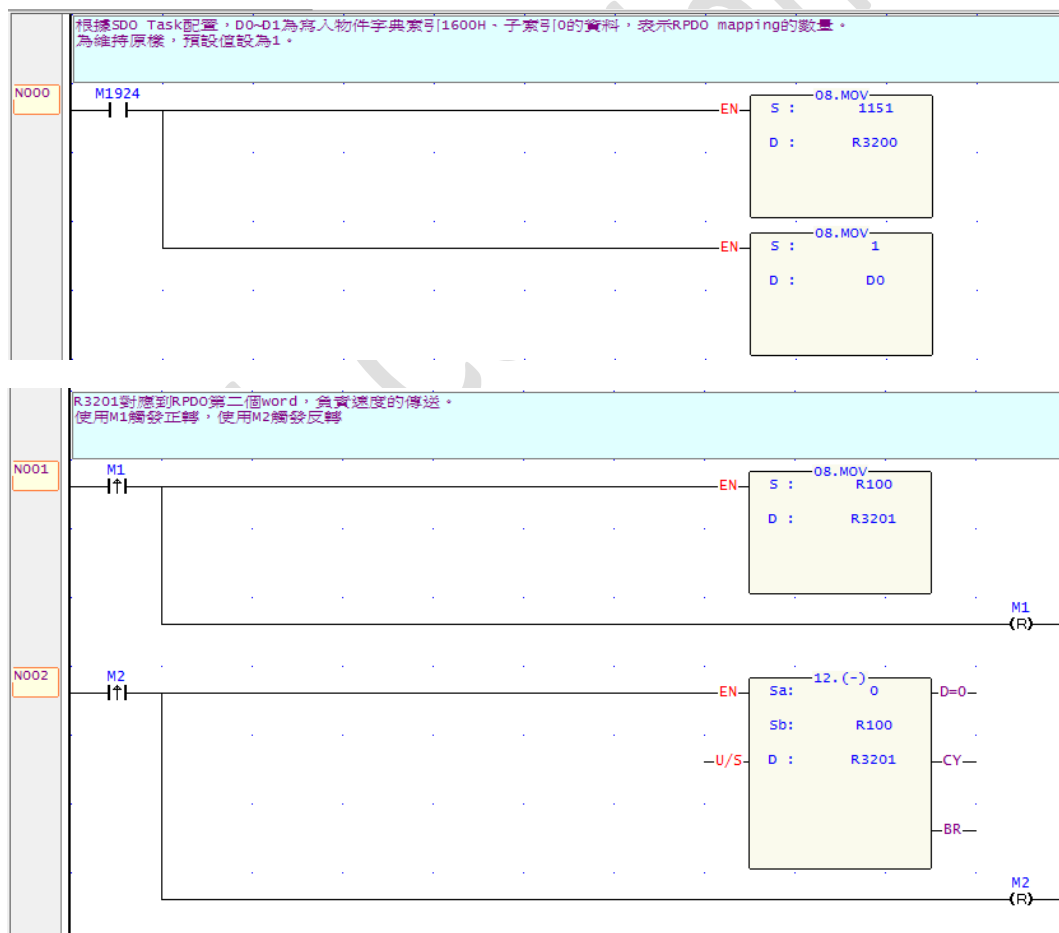 根據SDO Task配置，D0~D1為寫入物件字典索引1600H、子索引0的資料，表示RPDO mapping的數量。
為維持原樣，預設值設為1。
N000
M1924
08.MOV
EN
S : 1151
D : R3200
08.MOV
EN
S : 1
D : D0
R3201對應到RPDO第二個word，負責速度的傳送。
使用M1觸發正轉，使用M2觸發反轉
N001
M1
08.MOV
EN
S : R100
D : R3201
M1
(R)
N002
M2
12.(-)
EN
Sa: 0
D=0
Sb: R100
U/S
D : R3201
CY
BR
M2
(R)